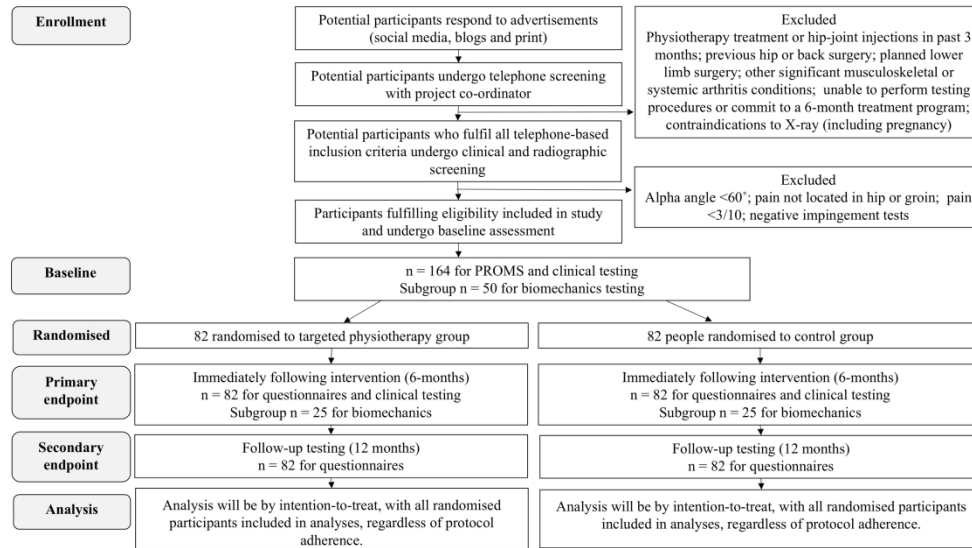 Enrollment
Potential participants respond to advertisements
(social media, blogs and print)
Potential participants undergo telephone screening
with project co-ordinator
Excluded
Physiotherapy treatment or hip-joint injections in past 3
months; previous hip or back surgery; planned lower
limb surgery; other significant musculoskeletal or
systemic arthritis conditions; unable to perform testing
procedures or commit to a 6-month treatment program;
contraindications to X-ray (including pregnancy)
Potential participants who fulfil all telephone-based
inclusion criteria undergo clinical and radiographic
screening
Excluded
Alpha angle <60˚; pain not located in hip or groin; pain
<3/10; negative impingement tests
Participants fulfilling eligibility included in study
and undergo baseline assessment
Baseline
n = 164 for PROMS and clinical testing
Subgroup n = 50 for biomechanics testing
Randomised
82 randomised to targeted physiotherapy group
82 people randomised to control group
Primary
endpoint
Immediately following intervention (6-months)
n = 82 for questionnaires and clinical testing
Subgroup n = 25 for biomechanics
Immediately following intervention (6-months)
n = 82 for questionnaires and clinical testing
Subgroup n = 25 for biomechanics
Secondary
endpoint
Follow-up testing (12 months)
n = 82 for questionnaires
Follow-up testing (12 months)
n = 82 for questionnaires
Analysis
Analysis will be by intention-to-treat, with all randomised
participants included in analyses, regardless of protocol
adherence.
Analysis will be by intention-to-treat, with all randomised participants
included in analyses, regardless of protocol adherence.